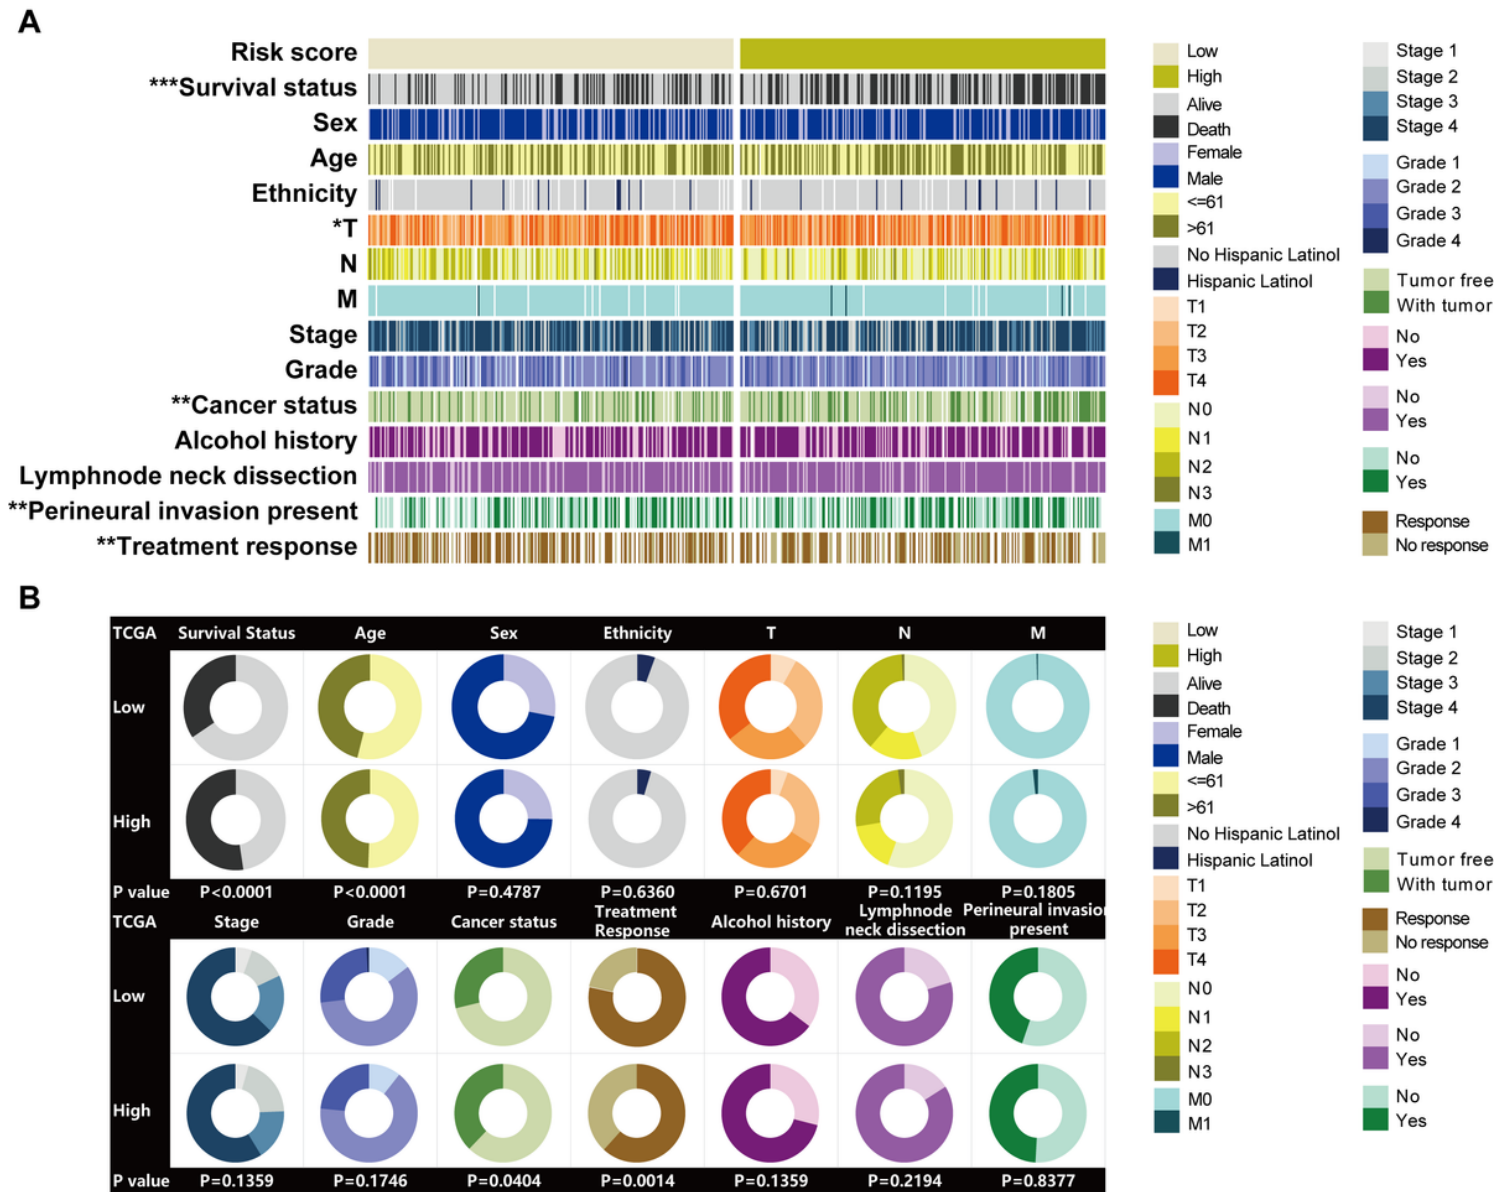 A
Risk score
***Survival status
Sex
Age
Ethnicity
*T
N
M
Stage
Grade
**Cancer status
Alcohol history
Lymphnode neck dissection
**Perineural invasion present
**Treatment response
Low
High
Alive
Death
Female
Male
<=61
>61
No Hispanic Latinol
Hispanic Latinol
T1
T2
T3
T4
N0
N1
N2
N3
M0
M1
Stage 1
Stage 2
Stage 3
Stage 4
Grade 1
Grade 2
Grade 3
Grade 4
Tumor free
With tumor
No
Yes
No
Yes
No
Yes
Response
No response
B
TCGA Survival Status Age Sex Ethnicity T N M
Low
High
P value P<0.0001 P<0.0001 P=0.4787 P=0.6360 P=0.6701 P=0.1195 P=0.1805
TCGA Stage Grade Cancer status Treatment Response Alcohol history Lymphnode neck dissection Perineural invasion present
Low
High
P value P=0.1359 P=0.1746 P=0.0404 P=0.0014 P=0.1359 P=0.2194 P=0.8377
Low
High
Alive
Death
Female
Male
<=61
>61
No Hispanic Latinol
Hispanic Latinol
T1
T2
T3
T4
N0
N1
N2
N3
M0
M1
Stage 1
Stage 2
Stage 3
Stage 4
Grade 1
Grade 2
Grade 3
Grade 4
Tumor free
With tumor
Response
No response
No
Yes
No
Yes
No
Yes